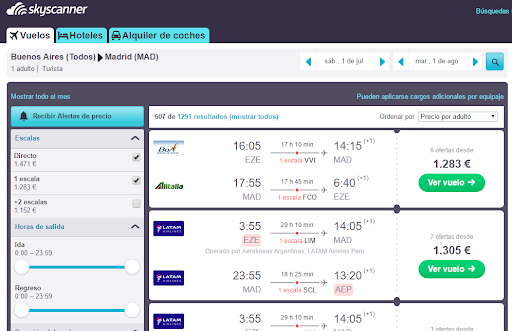 skyscanner
Búsquedas
Vuelos Hoteles Alquiler de coches
Buenos Aires (Todos) Madrid (MAD)
1 adulto | Turista
sáb., 1 de jul.
mar., 1 de ago.
Mostrar todo el mes
Pueden aplicarse cargos adicionales por equipaje
Recibir Alertas de precio
607 de 1291 resultados (mostrar todos)
Ordenar por Precio por adulto
Escalas
Directo
1.471 €
1 escala
1.283 €
+2 escalas
1.152 €
Horas de salida
Ida
0:00 – 23:59
Regreso
0:00 – 23:59
BoA
16:05 17 h 10 min 14:15 (+1)
EZE 1 escala VVI MAD
Alitalia
17:55 17 h 45 min 6:40 (+1)
MAD 1 escala FCO EZE
6 ofertas desde
1.283 €
Ver vuelo
LATAM AIRLINES
3:55 29 h 10 min 14:05 (+1)
EZE 1 escala LIM MAD
Operado por Aerolíneas Argentinas, LATAM Airlines Peru
LATAM AIRLINES
23:55 18 h 25 min 13:20 (+1)
MAD 1 escala SCL AEP
7 ofertas desde
1.305 €
Ver vuelo
LATAM AIRLINES
3:55 29 h 10 min 14:05 (+1)